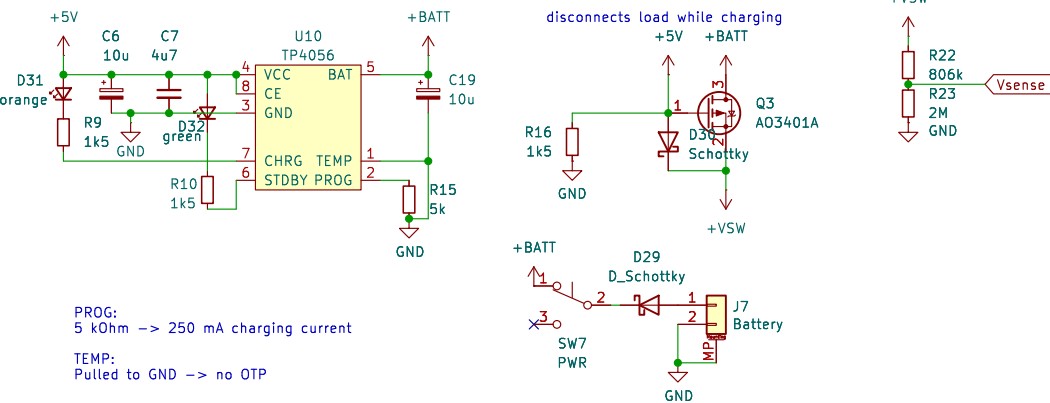 +5V
+BATT
disconnects load while charging
+VSW
C6
10u
C7
4u7
U10
TP4056
+5V
+BATT
D31
orange
4
VCC
BAT
5
8
CE
3
GND
C19
10u
R22
806k
Vsense
R23
2M
GND
D32
green
R9
1k5
GND
1
3
Q3
AO3401A
2
D30
Schottky
R16
1k5
GND
7
CHRG
TEMP
1
6
STDBY
PROG
2
R10
1k5
R15
5k
GND
+VSW
+BATT
D29
D_Schottky
1
2
3
SW7
PWR
1
2
J7
Battery
MP
GND
PROG:
5 kOhm -> 250 mA charging current
TEMP:
Pulled to GND -> no OTP